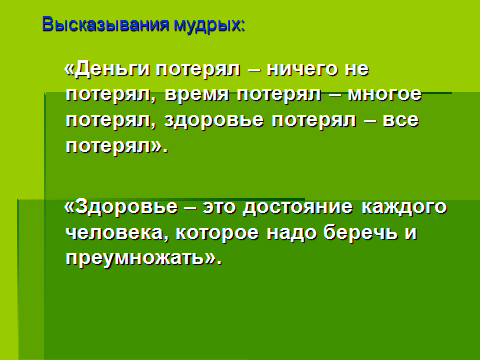 Высказывания мудрых:
«Деньги потерял – ничего не
потерял, время потерял – многое
потерял, здоровье потерял – все
потерял».
«Здоровье – это достояние каждого
человека, которое надо беречь и
преумножать».